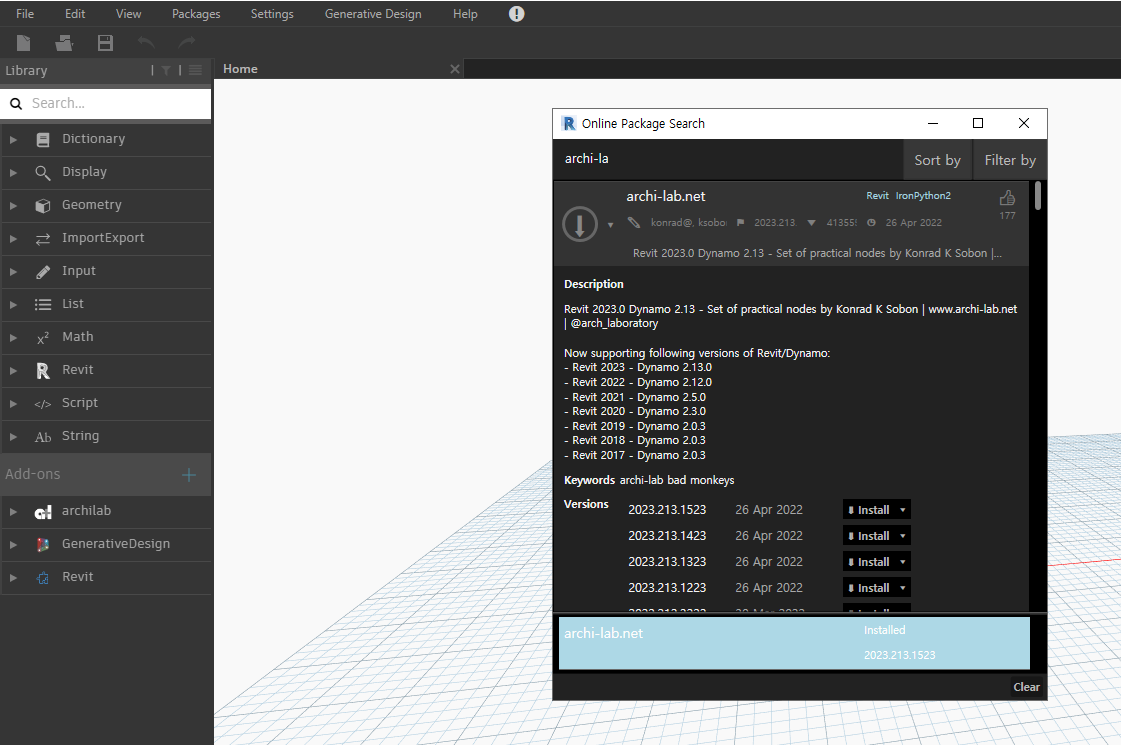 File Edit View Packages Settings Generative Design Help
Library
Home
Search...
Dictionary
Display
Geometry
ImportExport
Input
List
Math
Revit
Script
String
Add-ons
archilab
GenerativeDesign
Revit
Online Package Search
archi-la Sort by Filter by
archi-lab.net Revit IronPython2
177
konrad@, ksobo 2023.213. 41355 26 Apr 2022
Revit 2023.0 Dynamo 2.13 - Set of practical nodes by Konrad K Sobon |...
Description
Revit 2023.0 Dynamo 2.13 - Set of practical nodes by Konrad K Sobon | www.archi-lab.net
| @arch_laboratory
Now supporting following versions of Revit/Dynamo:
- Revit 2023 - Dynamo 2.13.0
- Revit 2022 - Dynamo 2.12.0
- Revit 2021 - Dynamo 2.5.0
- Revit 2020 - Dynamo 2.3.0
- Revit 2019 - Dynamo 2.0.3
- Revit 2018 - Dynamo 2.0.3
- Revit 2017 - Dynamo 2.0.3
Keywords archi-lab bad monkeys
Versions 2023.213.1523 26 Apr 2022 Install
2023.213.1423 26 Apr 2022 Install
2023.213.1323 26 Apr 2022 Install
2023.213.1223 26 Apr 2022 Install
archi-lab.net Installed
2023.213.1523
Clear